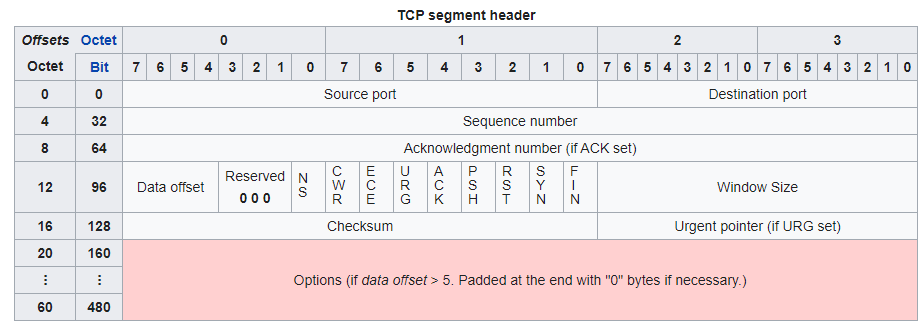 TCP segment header
Offsets Octet 0 1 2 3
Octet Bit 7 6 5 4 3 2 1 0 7 6 5 4 3 2 1 0 7 6 5 4 3 2 1 0 7 6 5 4 3 2 1 0
0 0 Source port Destination port
4 32 Sequence number
8 64 Acknowledgment number (if ACK set)
12 96 Data offset Reserved 0 0 0 NS CWR ECE URG ACK PSH RST SYN FIN Window Size
16 128 Checksum Urgent pointer (if URG set)
20 160
⋮ ⋮ Options (if data offset > 5. Padded at the end with "0" bytes if necessary.)
60 480